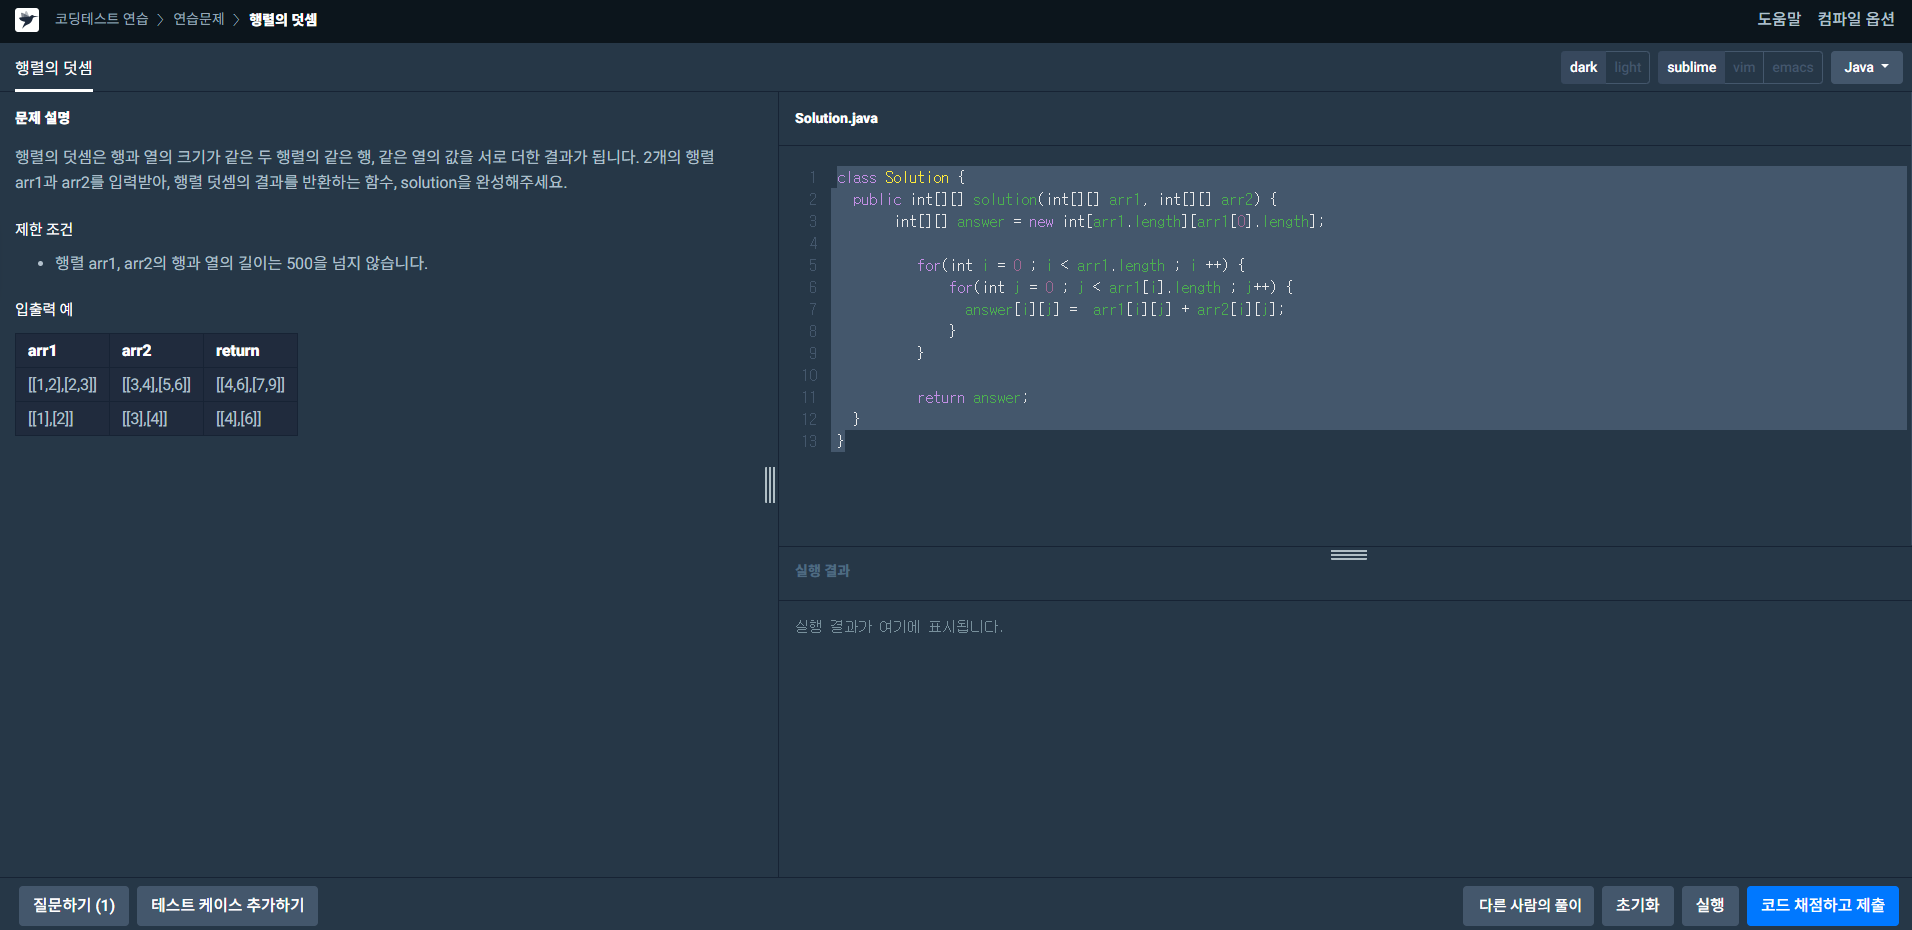 코딩테스트 연습 > 연습문제 > 행렬의 덧셈
도움말 컴파일 옵션
행렬의 덧셈
dark light sublime vim emacs Java
문제 설명
행렬의 덧셈은 행과 열의 크기가 같은 두 행렬의 같은 행, 같은 열의 값을 서로 더한 결과가 됩니다. 2개의 행렬
arr1과 arr2를 입력받아, 행렬 덧셈의 결과를 반환하는 함수, solution을 완성해주세요.
제한 조건
• 행렬 arr1, arr2의 행과 열의 길이는 500을 넘지 않습니다.
입출력 예
arr1 arr2 return
[[1,2],[2,3]] [[3,4],[5,6]] [[4,6],[7,9]]
[[1],[2]] [[3],[4]] [[4],[6]]
Solution.java
1 class Solution {
2 public int[][] solution(int[][] arr1, int[][] arr2) {
3 int[][] answer = new int[arr1.length][arr1[0].length];
4
5 for(int i = 0 ; i < arr1.length ; i ++) {
6 for(int j = 0 ; j < arr1[i].length ; j++) {
7 answer[i][j] = arr1[i][j] + arr2[i][j];
8 }
9 }
10
11 return answer;
12 }
13 }
실행 결과
실행 결과가 여기에 표시됩니다.
질문하기 (1) 테스트 케이스 추가하기
다른 사람의 풀이 초기화 실행 코드 채점하고 제출